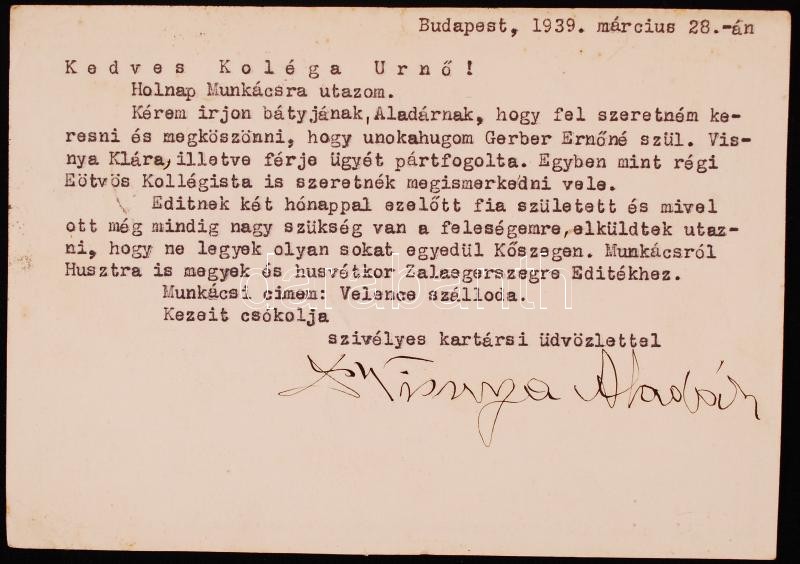 Budapest, 1939. március 28.-án
Kedves Koléga Urnő!
Holnap Munkácsra utazom.
Kérem irjon bátyjának, Aladárnak, hogy fel szeretném ke-
resni és megköszönni, hogy unokahugom Gerber Ernőné szül. Vis-
nya Klára, illetve férje ügyét pártfogolta. Egyben mint régi
Eötvös Kollégista is szeretnék megismerkedni vele.
Editnek két hónappal ezelőtt fia született és mivel
ott még mindig nagy szükség van a feleségemre, elküldtek utaz-
ni, hogy ne legyek olyan sokat egyedül Kőszegen. Munkácsról
Husztra is megyek és husvétkor Zalaegerszegre Editékhez.
darabanth
Munkácsi cimem: Velence szálloda.
Kezeit csókolja
szivélyes kartársi üdvözlettel
Dr Visnya Aladár